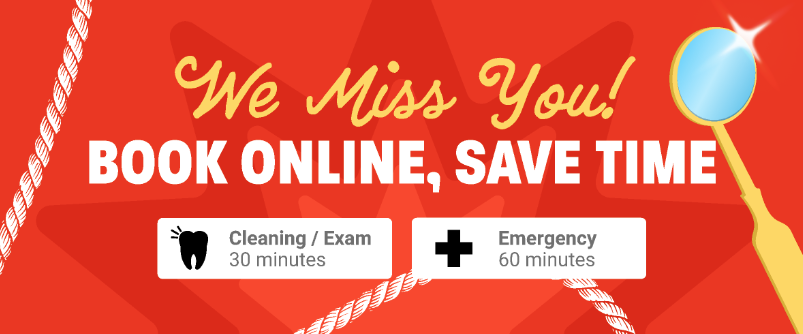 We Miss You!
BOOK ONLINE, SAVE TIME
Cleaning / Exam
30 minutes
Emergency
60 minutes